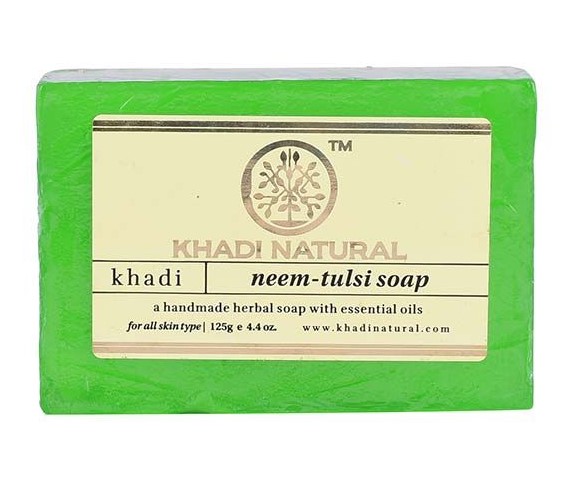 TM
KHADI NATURAL
khadi neem-tulsi soap
a handmade herbal soap with essential oils
for all skin type | 125g e 4.4 oz. www.khadinatural.com